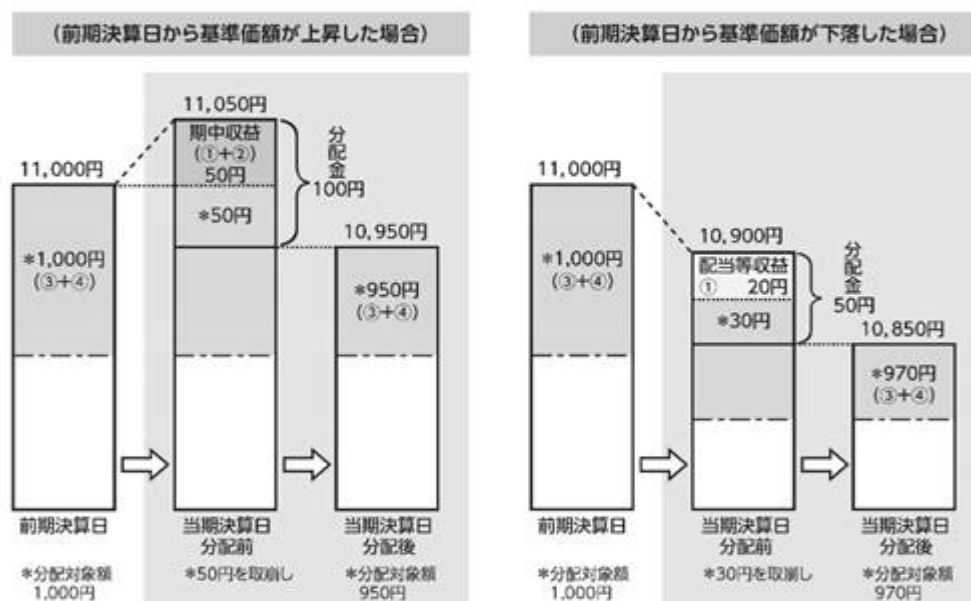 (前期決算日から基準価額が上昇した場合)
11,050円
期中収益
(①+②)
50円
*50円
分配金
100円
11,000円
*1,000円
(③+④)
10,950円
*950円
(③+④)
前期決算日
当期決算日
分配前
当期決算日
分配後
*分配対象額
1,000円
*50円を取崩し
*分配対象額
950円
(前期決算日から基準価額が下落した場合)
11,000円
*1,000円
(③+④)
10,900円
配当等収益
① 20円
*30円
分配金
50円
10,850円
*970円
(③+④)
前期決算日
当期決算日
分配前
当期決算日
分配後
*分配対象額
1,000円
*30円を取崩し
*分配対象額
970円